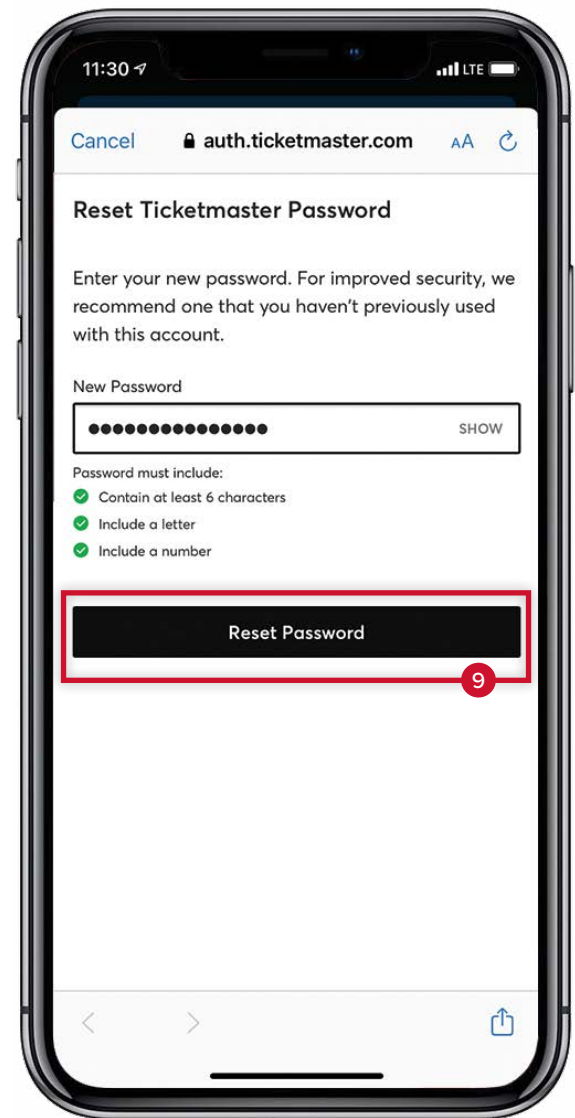 11:30 LTE
Cancel auth.ticketmaster.com AA
Reset Ticketmaster Password
Enter your new password. For improved security, we
recommend one that you haven't previously used
with this account.
New Password
●●●●●●●●●●●●●●● SHOW
Password must include:
Contain at least 6 characters
Include a letter
Include a number
Reset Password
9